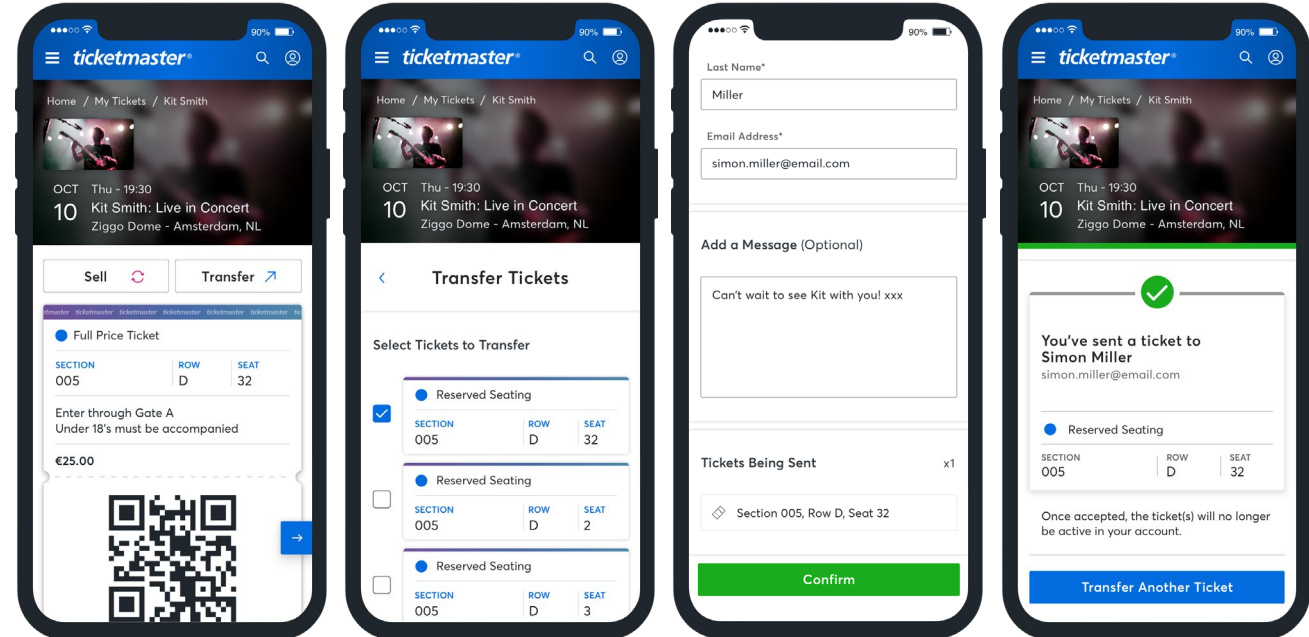 90%
ticketmaster®
Home / My Tickets / Kit Smith
OCT Thu - 19:30
10 Kit Smith: Live in Concert
Ziggo Dome - Amsterdam, NL
Sell Transfer
ticketmaster ticketmaster ticketmaster ticketmaster ticketmaster
Full Price Ticket
SECTION ROW SEAT
005 D 32
Enter through Gate A
Under 18's must be accompanied
€25.00
90%
ticketmaster®
Home / My Tickets / Kit Smith
OCT Thu - 19:30
10 Kit Smith: Live in Concert
Ziggo Dome - Amsterdam, NL
Transfer Tickets
Select Tickets to Transfer
Reserved Seating
SECTION ROW SEAT
005 D 32
Reserved Seating
SECTION ROW SEAT
005 D 2
Reserved Seating
SECTION ROW SEAT
005 D 3
90%
Last Name*
Miller
Email Address*
simon.miller@email.com
Add a Message (Optional)
Can't wait to see Kit with you! xxx
Tickets Being Sent x1
Section 005, Row D, Seat 32
Confirm
90%
ticketmaster®
Home / My Tickets / Kit Smith
OCT Thu - 19:30
10 Kit Smith: Live in Concert
Ziggo Dome - Amsterdam, NL
You've sent a ticket to
Simon Miller
simon.miller@email.com
Reserved Seating
SECTION ROW SEAT
005 D 32
Once accepted, the ticket(s) will no longer
be active in your account.
Transfer Another Ticket